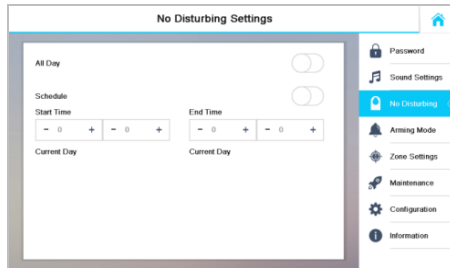 No Disturbing Settings
All Day
Schedule
Start Time End Time
- 0 + - 0 + - 0 + - 0 +
Current Day Current Day
Password
Sound Settings
No Disturbing
Arming Mode
Zone Settings
Maintenance
Configuration
Information